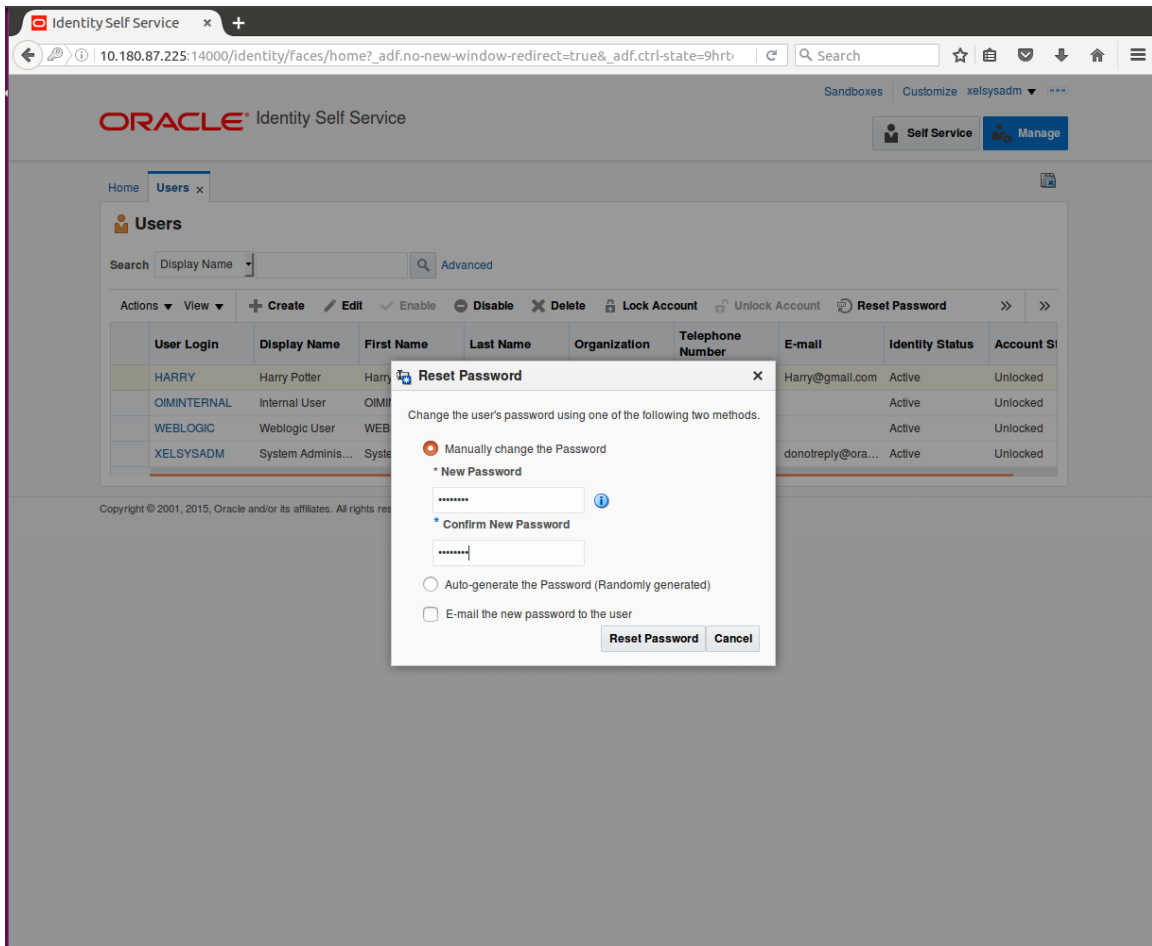 Identity Self Service × +
10.180.87.225:14000/identity/faces/home?_adf.no-new-window-redirect=true&_adf.ctrl-state=9hrt Search
Sandboxes Customize xelsysadm
ORACLE® Identity Self Service
Self Service Manage
Home Users x
Users
Search Display Name Advanced
Actions View Create Edit Enable Disable Delete Lock Account Unlock Account Reset Password » »
User Login Display Name First Name Last Name Organization Telephone Number E-mail Identity Status Account St
HARRY Harry Potter Harry Harry@gmail.com Active Unlocked
OIMINTERNAL Internal User Active Unlocked
WEBLOGIC Weblogic User WEB Active Unlocked
XELSYSADM System Adminis... Syste donotreply@ora... Active Unlocked
Copyright © 2001, 2015, Oracle and/or its affiliates. All rights res
Reset Password ×
Change the user's password using one of the following two methods.
Manually change the Password
* New Password
••••••••
* Confirm New Password
••••••••
Auto-generate the Password (Randomly generated)
E-mail the new password to the user
Reset Password Cancel